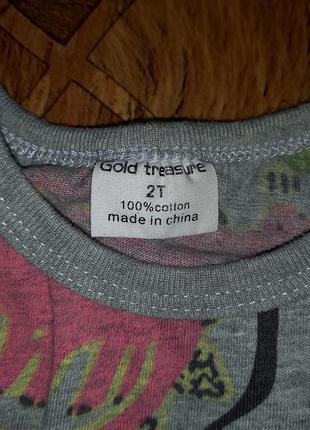 Gold treasure
2T
100%cotton
made in china